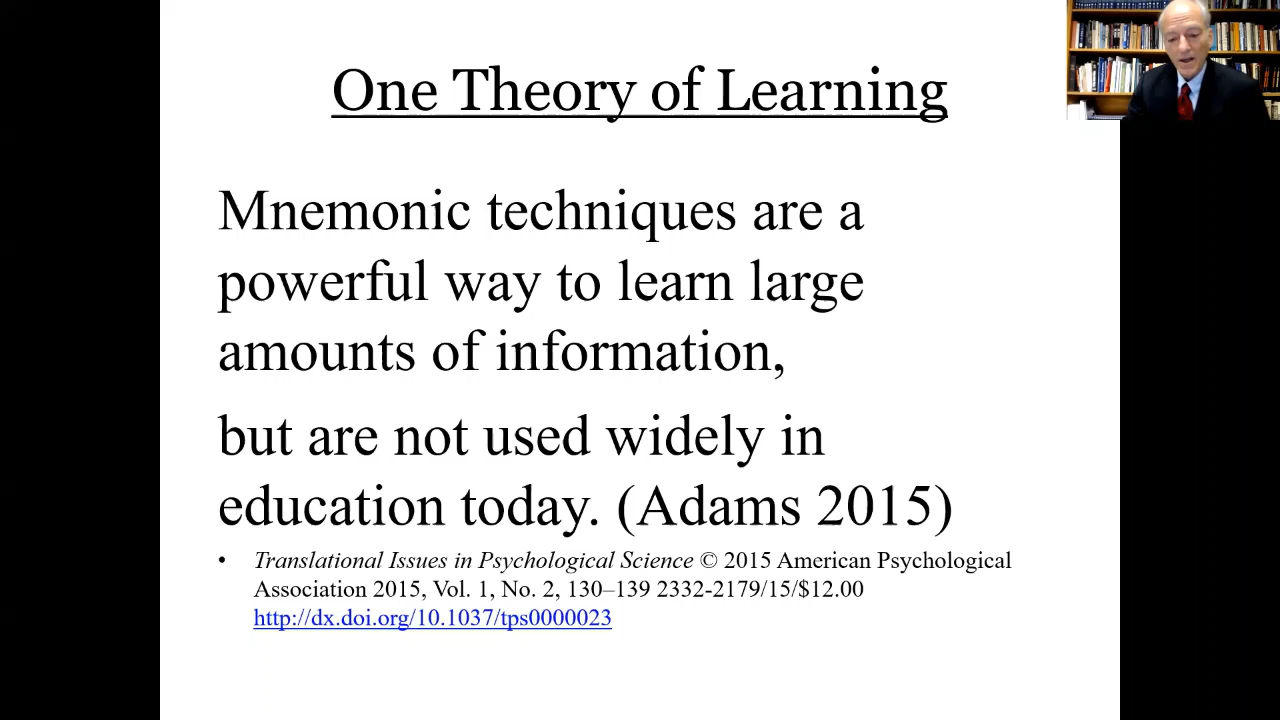 One Theory of Learning
Mnemonic techniques are a
powerful way to learn large
amounts of information,
but are not used widely in
education today. (Adams 2015)
• Translational Issues in Psychological Science © 2015 American Psychological
Association 2015, Vol. 1, No. 2, 130–139 2332-2179/15/$12.00
http://dx.doi.org/10.1037/tps0000023